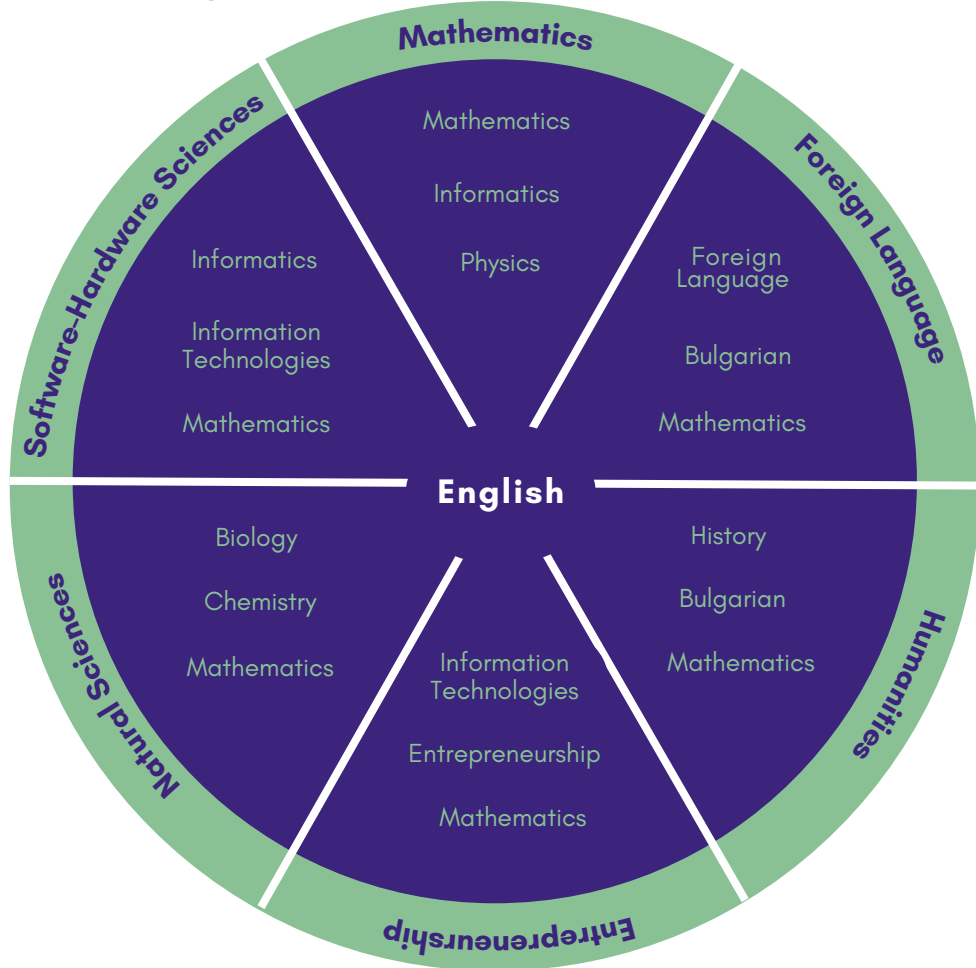 Mathematics
Mathematics
Informatics
Physics
Foreign Language
Foreign
Language
Bulgarian
Mathematics
Humanities
History
Bulgarian
Mathematics
Entrepreneurship
Information
Technologies
Entrepreneurship
Mathematics
Natural Sciences
Biology
Chemistry
Mathematics
Software-Hardware Sciences
Informatics
Information
Technologies
Mathematics
English